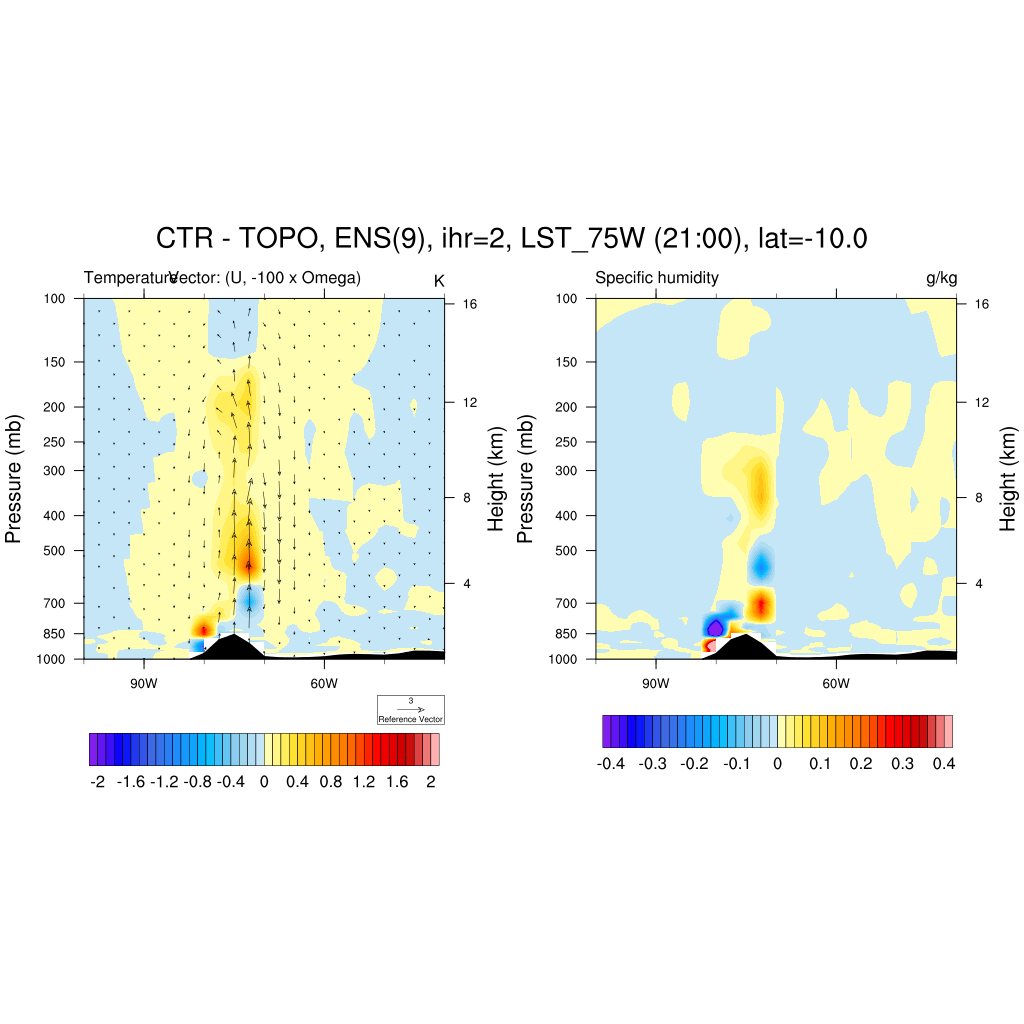 CTR - TOPO, ENS(9), ihr=2, LST_75W (21:00), lat=-10.0
Temperature Vector: (U, -100 x Omega) K
Specific humidity g/kg
Pressure (mb)
100
150
200
250
300
400
500
700
850
1000
16
12
8
4
Height (km)
90W 60W
Pressure (mb)
100
150
200
250
300
400
500
700
850
1000
16
12
8
4
Height (km)
90W 60W
3
Reference Vector
-2 -1.6 -1.2 -0.8 -0.4 0 0.4 0.8 1.2 1.6 2
-0.4 -0.3 -0.2 -0.1 0 0.1 0.2 0.3 0.4